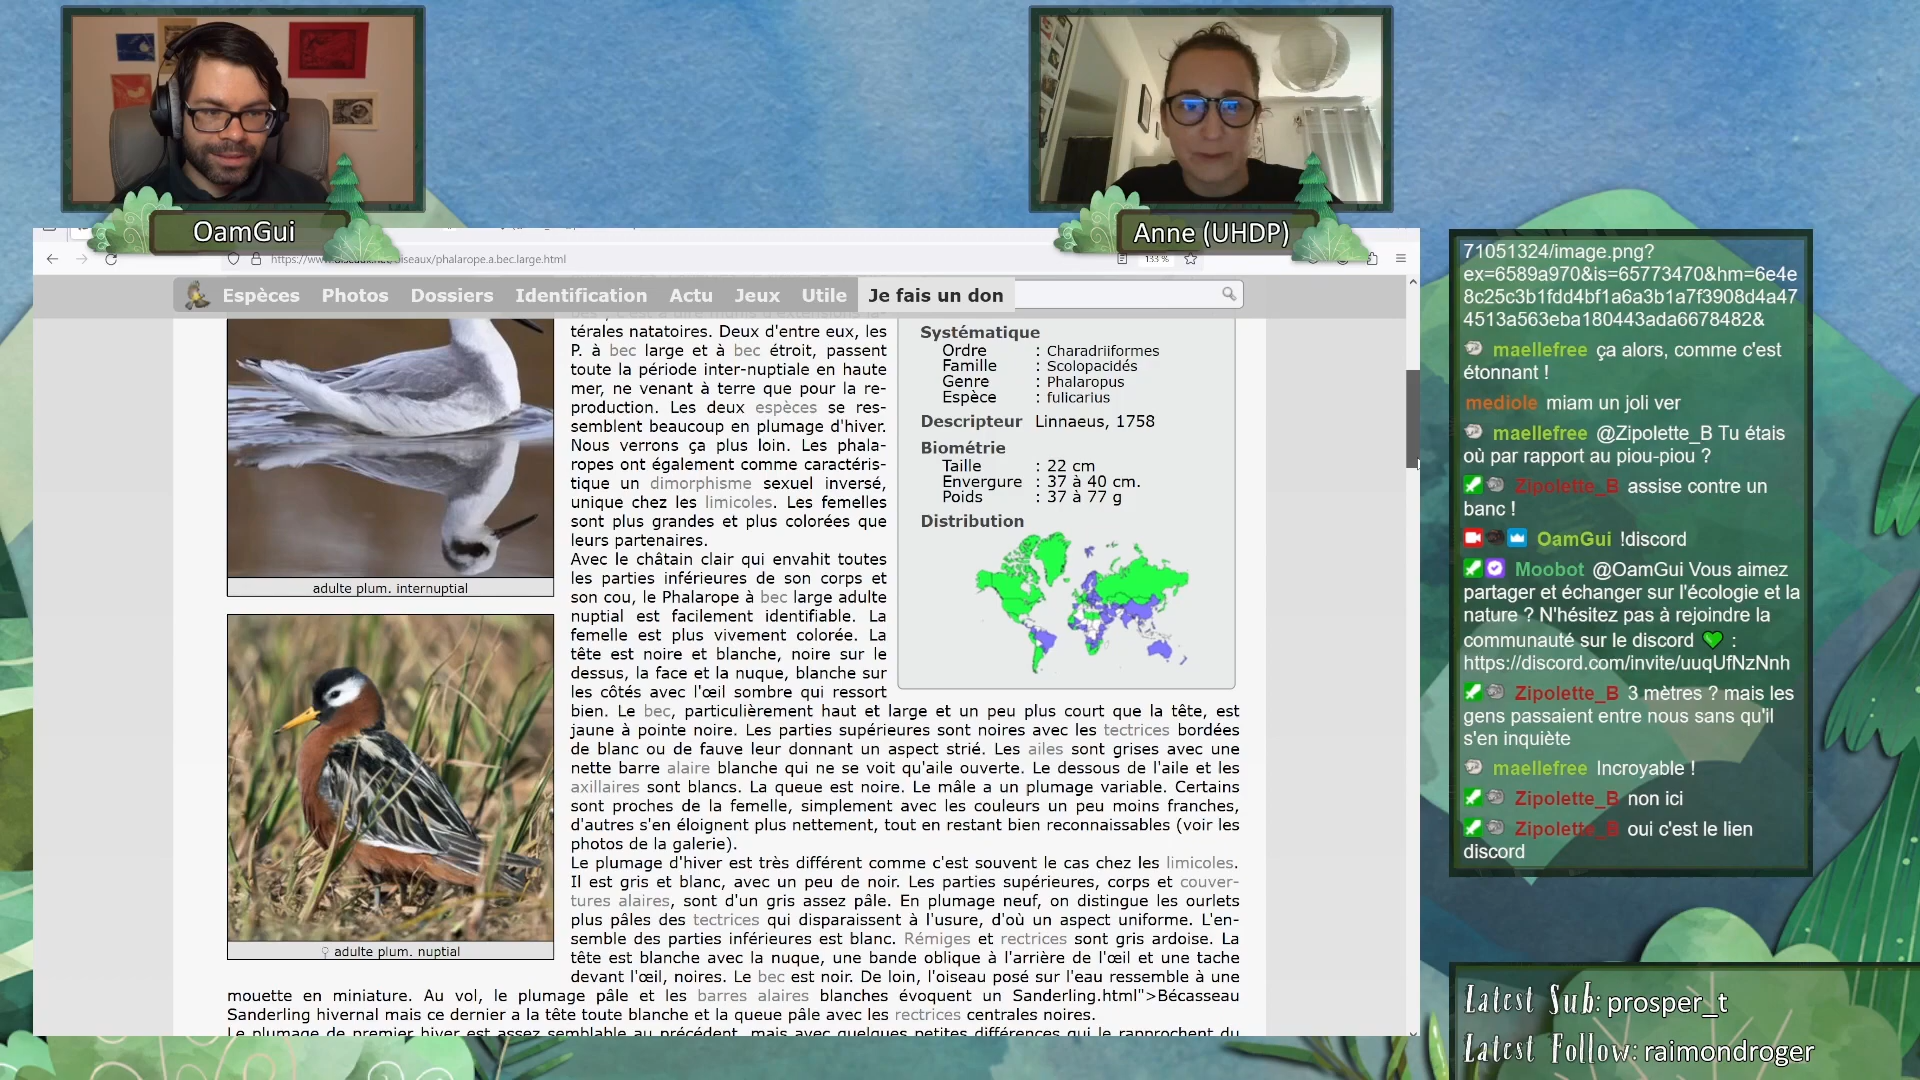 OamGui
Anne (UHDP)
133 %
Espèces Photos Dossiers Identification Actu Jeux Utile Je fais un don
adulte plum. internuptial
♀ adulte plum. nuptial
térales natatoires. Deux d'entre eux, les
P. à bec large et à bec étroit, passent
toute la période inter-nuptiale en haute
mer, ne venant à terre que pour la re-
production. Les deux espèces se res-
semblent beaucoup en plumage d'hiver.
Nous verrons ça plus loin. Les phala-
ropes ont également comme caractéris-
tique un dimorphisme sexuel inversé,
unique chez les limicoles. Les femelles
sont plus grandes et plus colorées que
leurs partenaires.
Avec le châtain clair qui envahit toutes
les parties inférieures de son corps et
son cou, le Phalarope à bec large adulte
nuptial est facilement identifiable. La
femelle est plus vivement colorée. La
tête est noire et blanche, noire sur le
dessus, la face et la nuque, blanche sur
les côtés avec l'œil sombre qui ressort
bien. Le bec, particulièrement haut et large et un peu plus court que la tête, est
jaune à pointe noire. Les parties supérieures sont noires avec les tectrices bordées
de blanc ou de fauve leur donnant un aspect strié. Les ailes sont grises avec une
nette barre alaire blanche qui ne se voit qu'aile ouverte. Le dessous de l'aile et les
axillaires sont blancs. La queue est noire. Le mâle a un plumage variable. Certains
sont proches de la femelle, simplement avec les couleurs un peu moins franches,
d'autres s'en éloignent plus nettement, tout en restant bien reconnaissables (voir les
photos de la galerie).
Le plumage d'hiver est très différent comme c'est souvent le cas chez les limicoles.
Il est gris et blanc, avec un peu de noir. Les parties supérieures, corps et couver-
tures alaires, sont d'un gris assez pâle. En plumage neuf, on distingue les ourlets
plus pâles des tectrices qui disparaissent à l'usure, d'où un aspect uniforme. L'en-
semble des parties inférieures est blanc. Rémiges et rectrices sont gris ardoise. La
tête est blanche avec la nuque, une bande oblique à l'arrière de l'œil et une tache
devant l'œil, noires. Le bec est noir. De loin, l'oiseau posé sur l'eau ressemble à une
mouette en miniature. Au vol, le plumage pâle et les barres alaires blanches évoquent un Sanderling.html">Bécasseau
Sanderling hivernal mais ce dernier a la tête toute blanche et la queue pâle avec les rectrices centrales noires.
Le plumage de premier hiver est assez semblable au précédent, mais avec quelques petites différences qui le rapprochent du
Systématique
Ordre : Charadriiformes
Famille : Scolopacidés
Genre : Phalaropus
Espèce : fulicarius
Descripteur Linnaeus, 1758
Biométrie
Taille : 22 cm
Envergure : 37 à 40 cm.
Poids : 37 à 77 g
Distribution
71051324/image.png?
ex=6589a970&is=65773470&hm=6e4e
8c25c3b1fdd4bf1a6a3b1a7f3908d4a47
4513a563eba180443ada6678482&
maellefree ça alors, comme c'est
étonnant !
mediole miam un joli ver
maellefree @Zipolette_B Tu étais
où par rapport au piou-piou ?
Zipolette_B assise contre un
banc !
OamGui !discord
Moobot @OamGui Vous aimez
partager et échanger sur l'écologie et la
nature ? N'hésitez pas à rejoindre la
communauté sur le discord 💚 :
https://discord.com/invite/uuqUfNzNnh
Zipolette_B 3 mètres ? mais les
gens passaient entre nous sans qu'il
s'en inquiète
maellefree Incroyable !
Zipolette_B non ici
Zipolette_B oui c'est le lien
discord
Latest Sub: prosper_t
Latest Follow: raimondroger